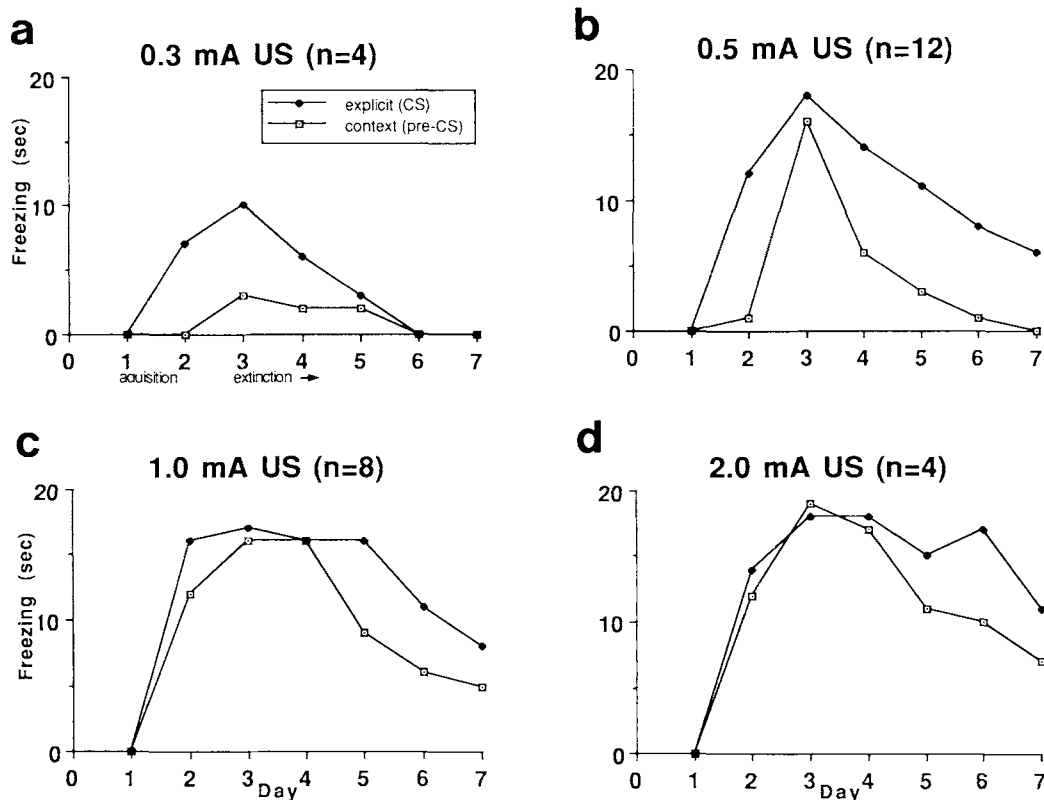 a
0.3 mA US (n=4)
20
10
0
Freezing (sec)
explicit (CS)
context (pre-CS)
0 1 2 3 4 5 6 7
aquisition extinction →
b
0.5 mA US (n=12)
20
10
0
0 1 2 3 4 5 6 7
c
1.0 mA US (n=8)
20
10
0
Freezing (sec)
0 1 2 3 4 5 6 7
Day
d
2.0 mA US (n=4)
20
10
0
0 1 2 3 4 5 6 7
Day